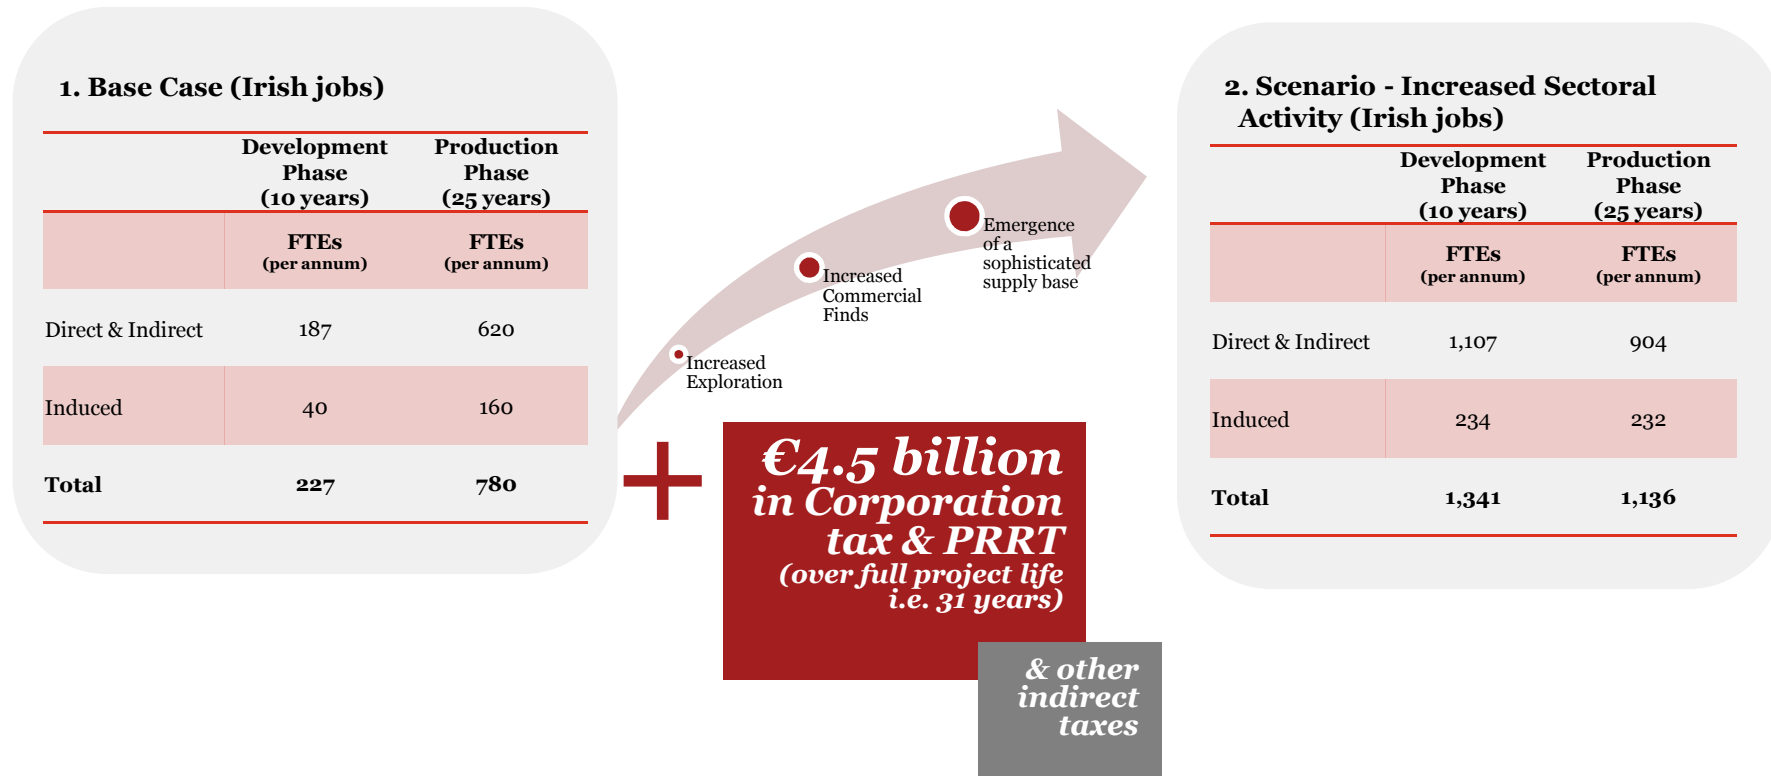 1. Base Case (Irish jobs)
Development Phase (10 years) Production Phase (25 years)
FTEs (per annum) FTEs (per annum)
Direct & Indirect 187 620
Induced 40 160
Total 227 780
Increased
Exploration
Increased
Commercial
Finds
Emergence
of a
sophisticated
supply base
+
€4.5 billion
in Corporation
tax & PRRT
(over full project life
i.e. 31 years)
& other
indirect
taxes
2. Scenario - Increased Sectoral
Activity (Irish jobs)
Development Phase (10 years) Production Phase (25 years)
FTEs (per annum) FTEs (per annum)
Direct & Indirect 1,107 904
Induced 234 232
Total 1,341 1,136